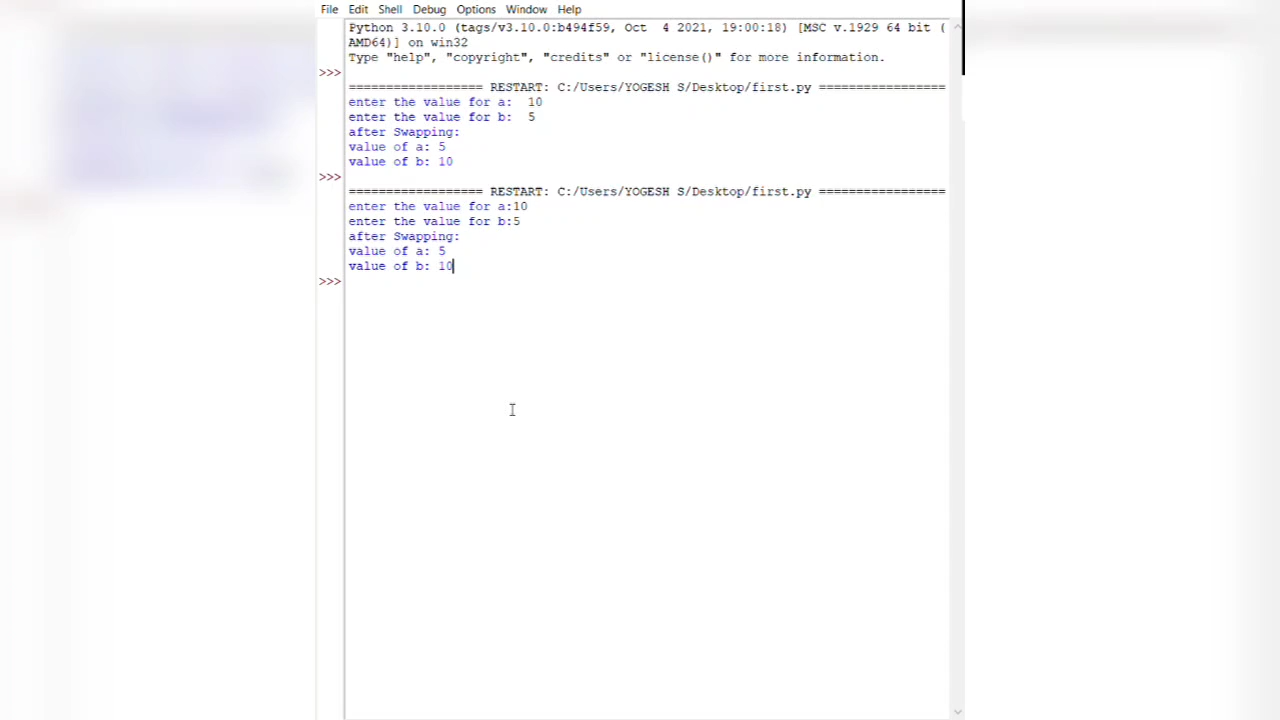 File Edit Shell Debug Options Window Help
Python 3.10.0 (tags/v3.10.0:b494f59, Oct  4 2021, 19:00:18) [MSC v.1929 64 bit (
AMD64)] on win32
Type "help", "copyright", "credits" or "license()" for more information.
>>>
================== RESTART: C:/Users/YOGESH S/Desktop/first.py =================
enter the value for a:  10
enter the value for b:  5
after Swapping:
value of a: 5
value of b: 10
>>>
================== RESTART: C:/Users/YOGESH S/Desktop/first.py =================
enter the value for a:10
enter the value for b:5
after Swapping:
value of a: 5
value of b: 10
>>>